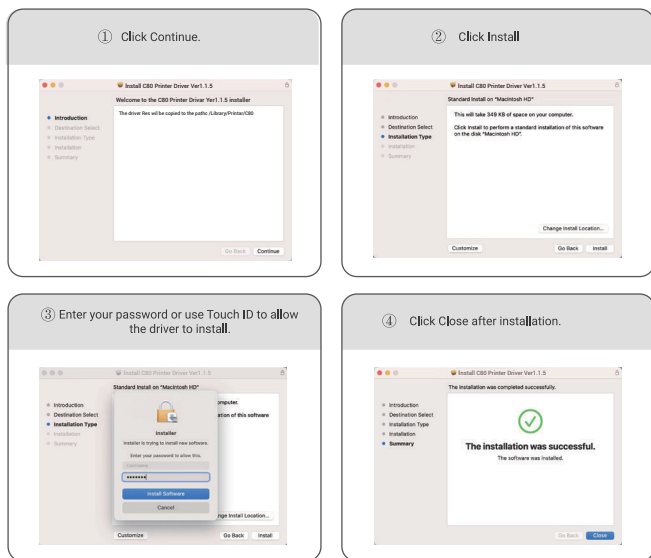 ① Click Continue.
Install C80 Printer Driver Ver1.1.5
Welcome to the C80 Printer Driver Ver1.1.5 installer
Introduction
Destination Select
Installation Type
Installation
Summary
The driver files will be copied to the paths: /Library/Printer/C80
Go Back Continue
② Click Install
Install C80 Printer Driver Ver1.1.5
Standard Install on "Macintosh HD"
Introduction
Destination Select
Installation Type
Installation
Summary
This will take 349 KB of space on your computer.
Click Install to perform a standard installation of this software
on the disk "Macintosh HD".
Change Install Location...
Customize Go Back Install
③ Enter your password or use Touch ID to allow
the driver to install.
Install C80 Printer Driver Ver1.1.5
Standard Install on "Macintosh HD"
Introduction
Destination Select
Installation Type
Installation
Summary
omputer.
ation of this software
Installer
Installer is trying to install new software.
Enter your password to allow this.
Install Software
Cancel
nge Install Location...
Customize Go Back Install
④ Click Close after installation.
Install C80 Printer Driver Ver1.1.5
The installation was completed successfully.
Introduction
Destination Select
Installation Type
Installation
Summary
The installation was successful.
The software was installed.
Go Back Close